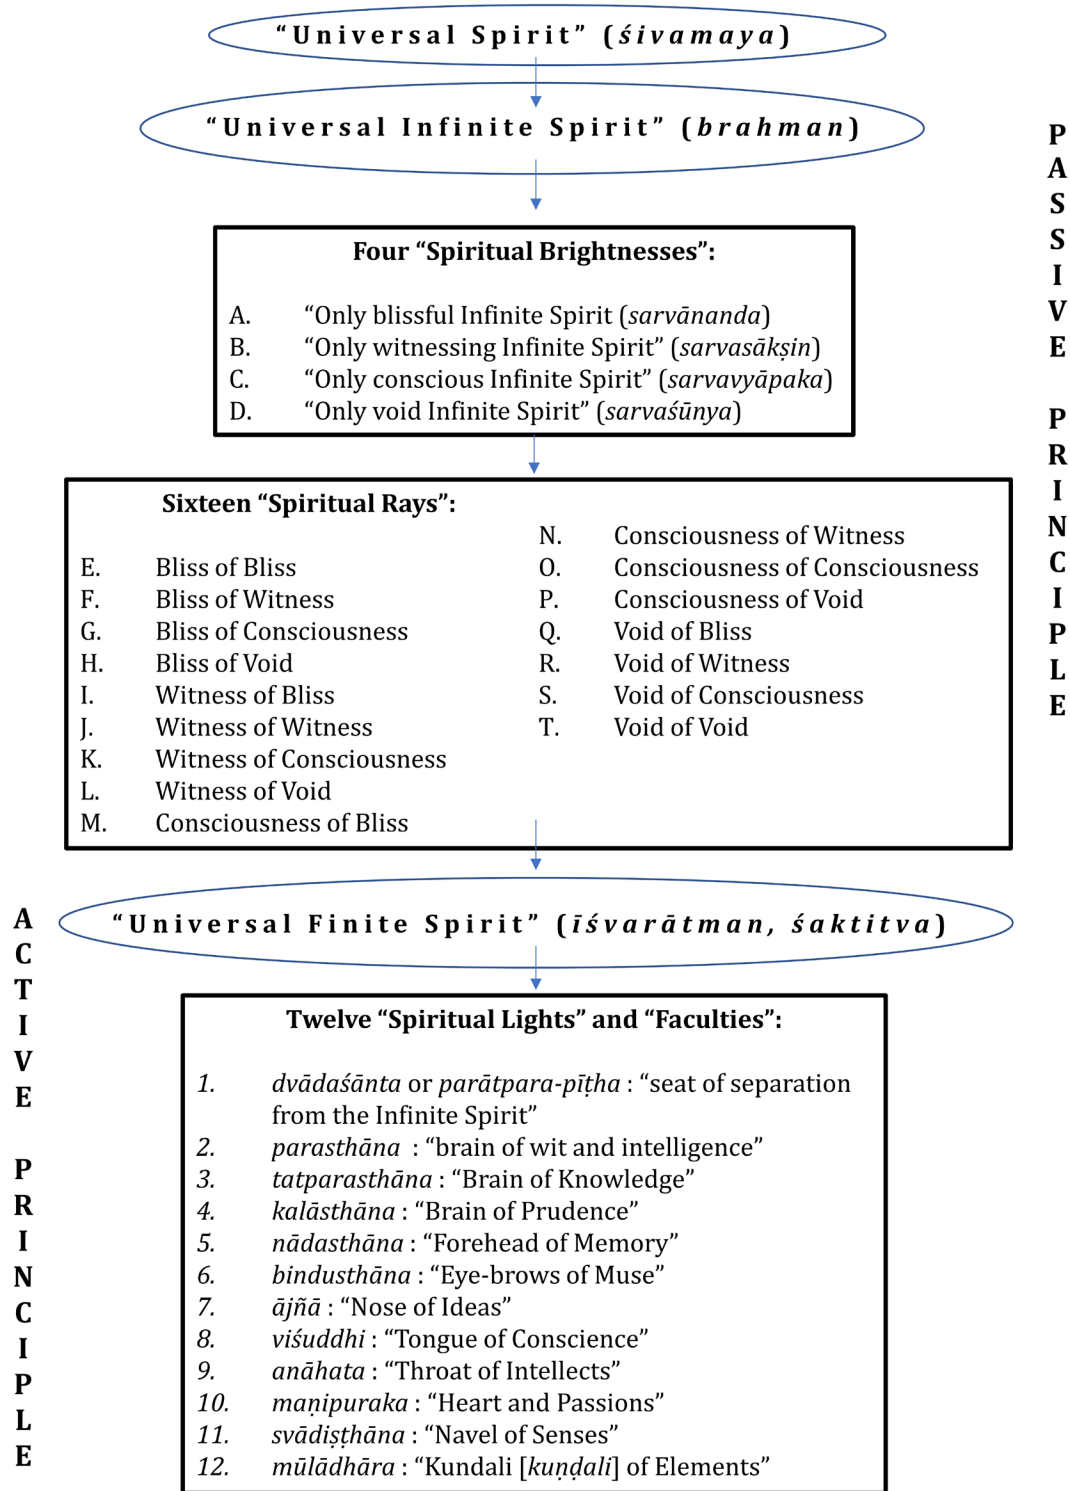 “Universal Spirit” (śivamaya)
“Universal Infinite Spirit” (brahman)
PASSIVE PRINCIPLE
Four “Spiritual Brightnesses”:
A. “Only blissful Infinite Spirit (sarvānanda)
B. “Only witnessing Infinite Spirit” (sarvasākṣin)
C. “Only conscious Infinite Spirit” (sarvavyāpaka)
D. “Only void Infinite Spirit” (sarvaśūnya)
Sixteen “Spiritual Rays”:
E. Bliss of Bliss
F. Bliss of Witness
G. Bliss of Consciousness
H. Bliss of Void
I. Witness of Bliss
J. Witness of Witness
K. Witness of Consciousness
L. Witness of Void
M. Consciousness of Bliss
N. Consciousness of Witness
O. Consciousness of Consciousness
P. Consciousness of Void
Q. Void of Bliss
R. Void of Witness
S. Void of Consciousness
T. Void of Void
ACTIVE PRINCIPLE
“Universal Finite Spirit” (īśvarātman, śaktitva)
Twelve “Spiritual Lights” and “Faculties”:
1. dvādaśānta or parātpara-pīṭha : “seat of separation
from the Infinite Spirit”
2. parasthāna : “brain of wit and intelligence”
3. tatparasthāna : “Brain of Knowledge”
4. kalāsthāna : “Brain of Prudence”
5. nādasthāna : “Forehead of Memory”
6. bindusthāna : “Eye-brows of Muse”
7. ājñā : “Nose of Ideas”
8. viśuddhi : “Tongue of Conscience”
9. anāhata : “Throat of Intellects”
10. maṇipuraka : “Heart and Passions”
11. svādiṣṭhāna : “Navel of Senses”
12. mūlādhāra : “Kundali [kuṇḍali] of Elements”